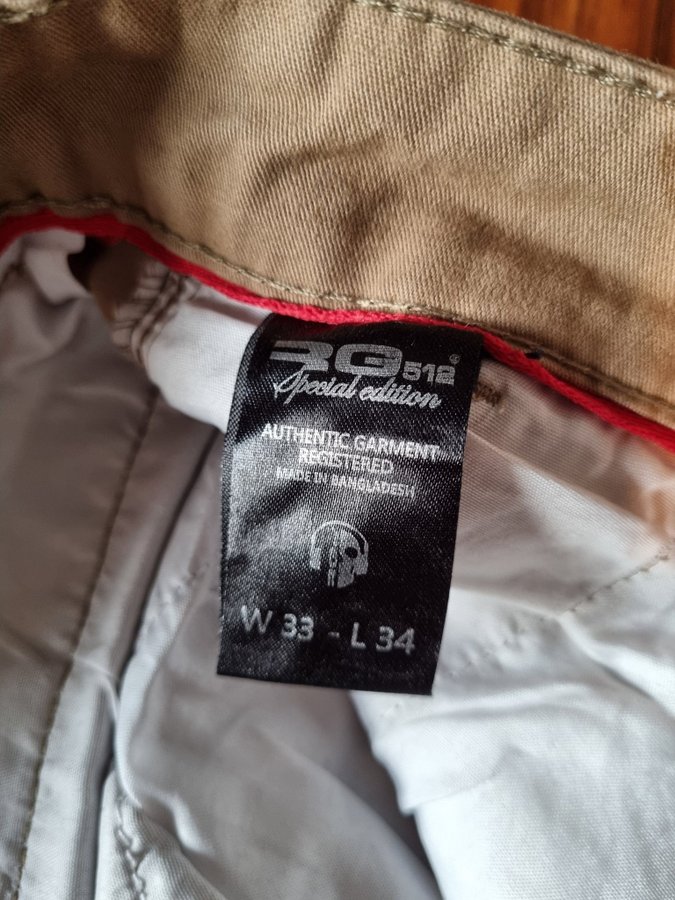 RG512®
Special edition
AUTHENTIC GARMENT
REGISTERED
MADE IN BANGLADESH
W 33 - L 34